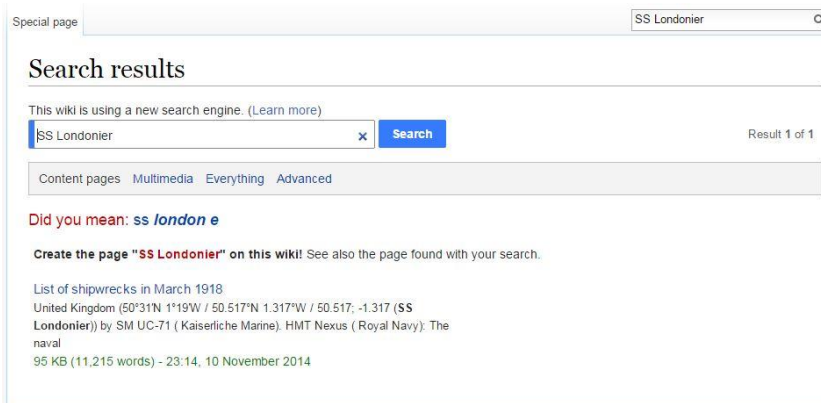 Special page
SS Londonier
Search results
This wiki is using a new search engine. (Learn more)
SS Londonier × Search
Result 1 of 1
Content pages Multimedia Everything Advanced
Did you mean: ss london e
Create the page "SS Londonier" on this wiki! See also the page found with your search.
List of shipwrecks in March 1918
United Kingdom (50°31′N 1°19′W / 50.517°N 1.317°W / 50.517; -1.317 (SS
Londonier)) by SM UC-71 ( Kaiserliche Marine). HMT Nexus ( Royal Navy): The
naval
95 KB (11,215 words) - 23:14, 10 November 2014